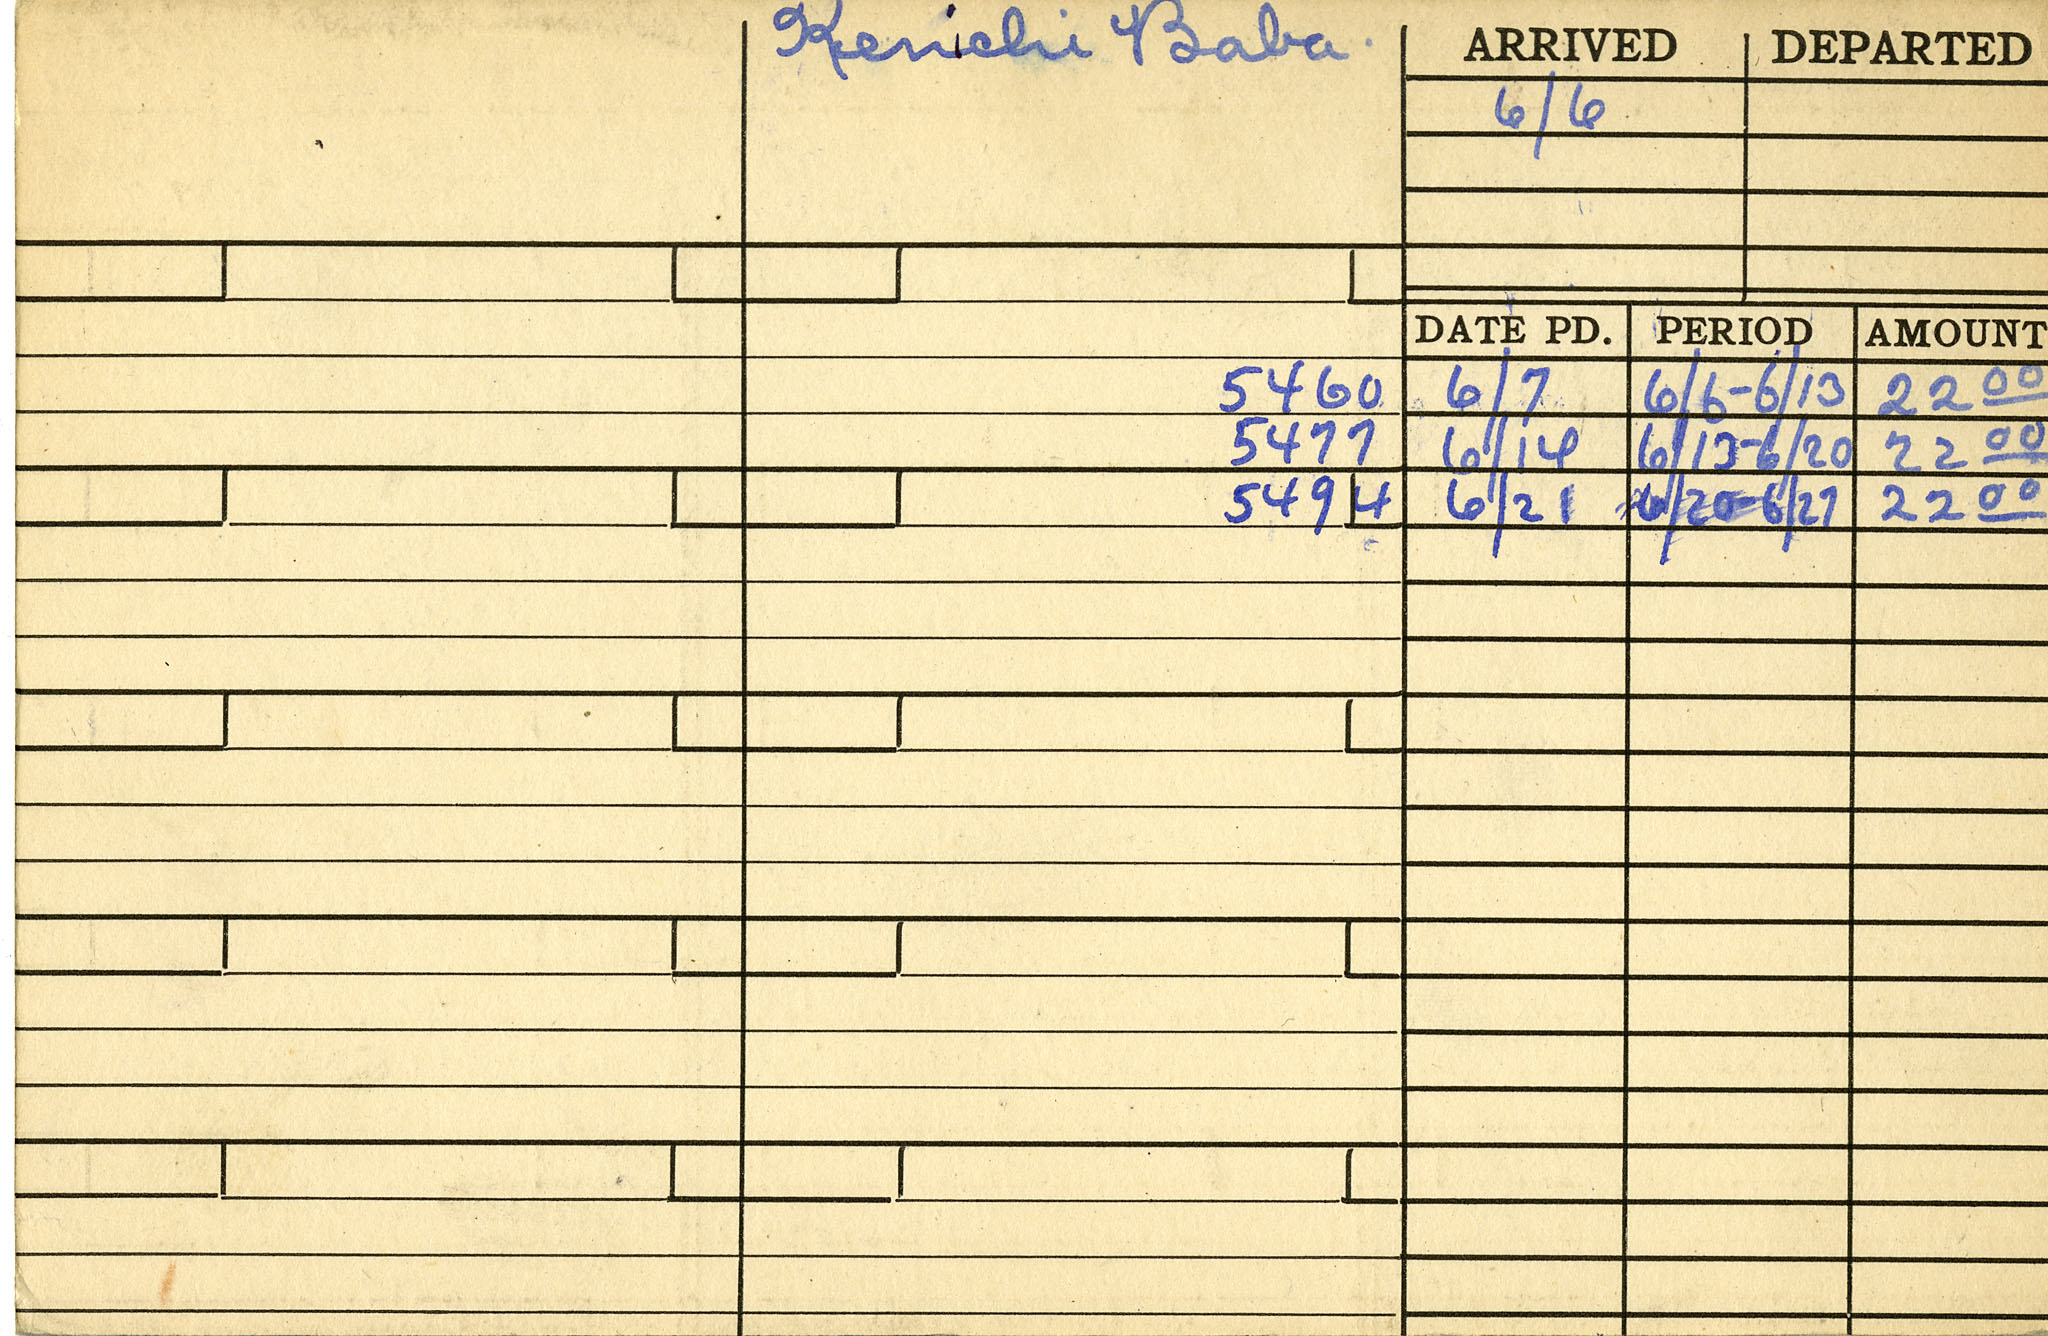 Kenichi Baba.
ARRIVED DEPARTED
6/6
DATE PD. PERIOD AMOUNT
5460 6/7 6/6-6/13 22 00
5477 6/14 6/13-6/20 22 00
5494 6/21 6/20-6/27 22 00